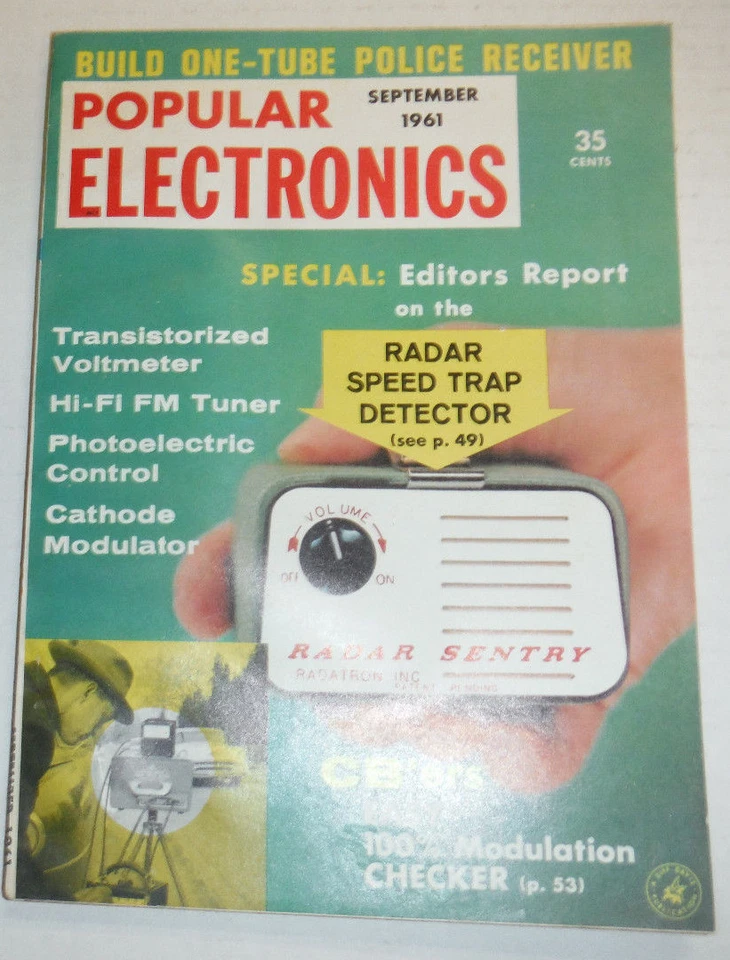 BUILD ONE-TUBE POLICE RECEIVER
POPULAR
ELECTRONICS
SEPTEMBER
1961
35
CENTS
SPECIAL: Editors Report
on the
RADAR
SPEED TRAP
DETECTOR
(see p. 49)
Transistorized
Voltmeter
Hi-Fi FM Tuner
Photoelectric
Control
Cathode
Modulator
VOLUME
OFF
ON
RADAR SENTRY
RADATRON INC
PATENT PENDING
CB'ers
100% Modulation
CHECKER (p. 53)